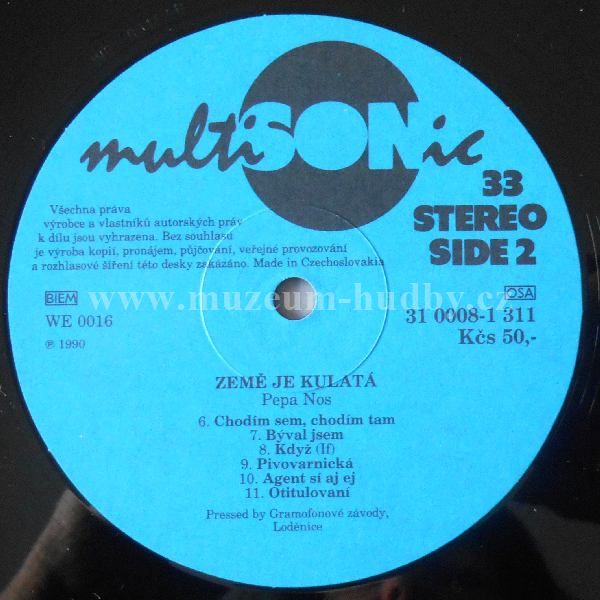 multiSONic
33
STEREO
SIDE 2
Všechna práva
výrobce a vlastníků autorských práv
k dílu jsou vyhrazena. Bez souhlasu
je výroba kopií, pronájem, půjčování, veřejné provozování
a rozhlasové šíření této desky zakázáno. Made in Czechoslovakia
www.muzeum-hudby.cz
BIEM
OSA
WE 0016
31 0008-1 311
℗ 1990
Kčs 50,-
ZEMĚ JE KULATÁ
Pepa Nos
6. Chodím sem, chodím tam
7. Býval jsem
8. Když (If)
9. Pivovarnická
10. Agent sí aj ej
11. Otitulovaní
Pressed by Gramofonové závody,
Loděnice